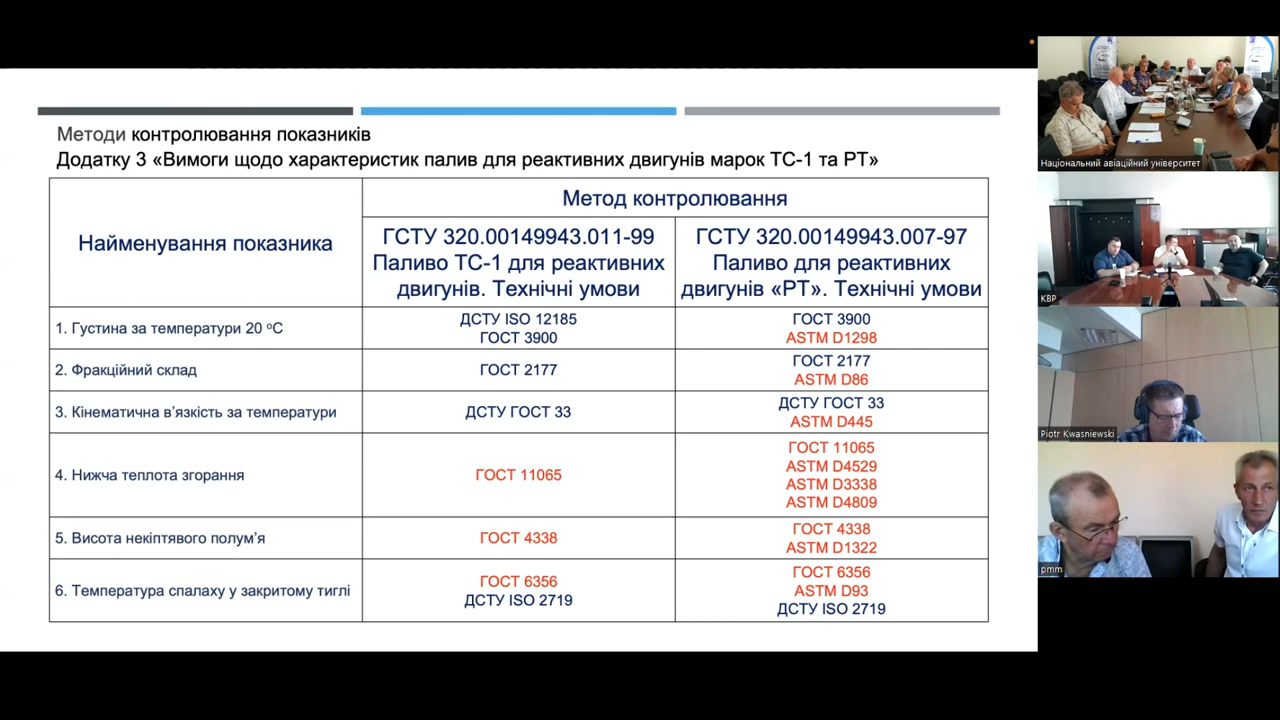 Методи контролювання показників
Додатку 3 «Вимоги щодо характеристик палив для реактивних двигунів марок ТС-1 та РТ»
Найменування показника
Метод контролювання
ГСТУ 320.00149943.011-99
Паливо ТС-1 для реактивних
двигунів. Технічні умови
ГСТУ 320.00149943.007-97
Паливо для реактивних
двигунів «РТ». Технічні умови
1. Густина за температури 20 ᵒС
ДСТУ ISO 12185
ГОСТ 3900
ГОСТ 3900
ASTM D1298
2. Фракційний склад
ГОСТ 2177
ГОСТ 2177
ASTM D86
3. Кінематична в’язкість за температури
ДСТУ ГОСТ 33
ДСТУ ГОСТ 33
ASTM D445
4. Нижча теплота згорання
ГОСТ 11065
ГОСТ 11065
ASTM D4529
ASTM D3338
ASTM D4809
5. Висота некіптявого полум’я
ГОСТ 4338
ГОСТ 4338
ASTM D1322
6. Температура спалаху у закритому тиглі
ГОСТ 6356
ДСТУ ISO 2719
ГОСТ 6356
ASTM D93
ДСТУ ISO 2719
Національний авіаційний університет
КВР
Piotr Kwasniewski
pmm